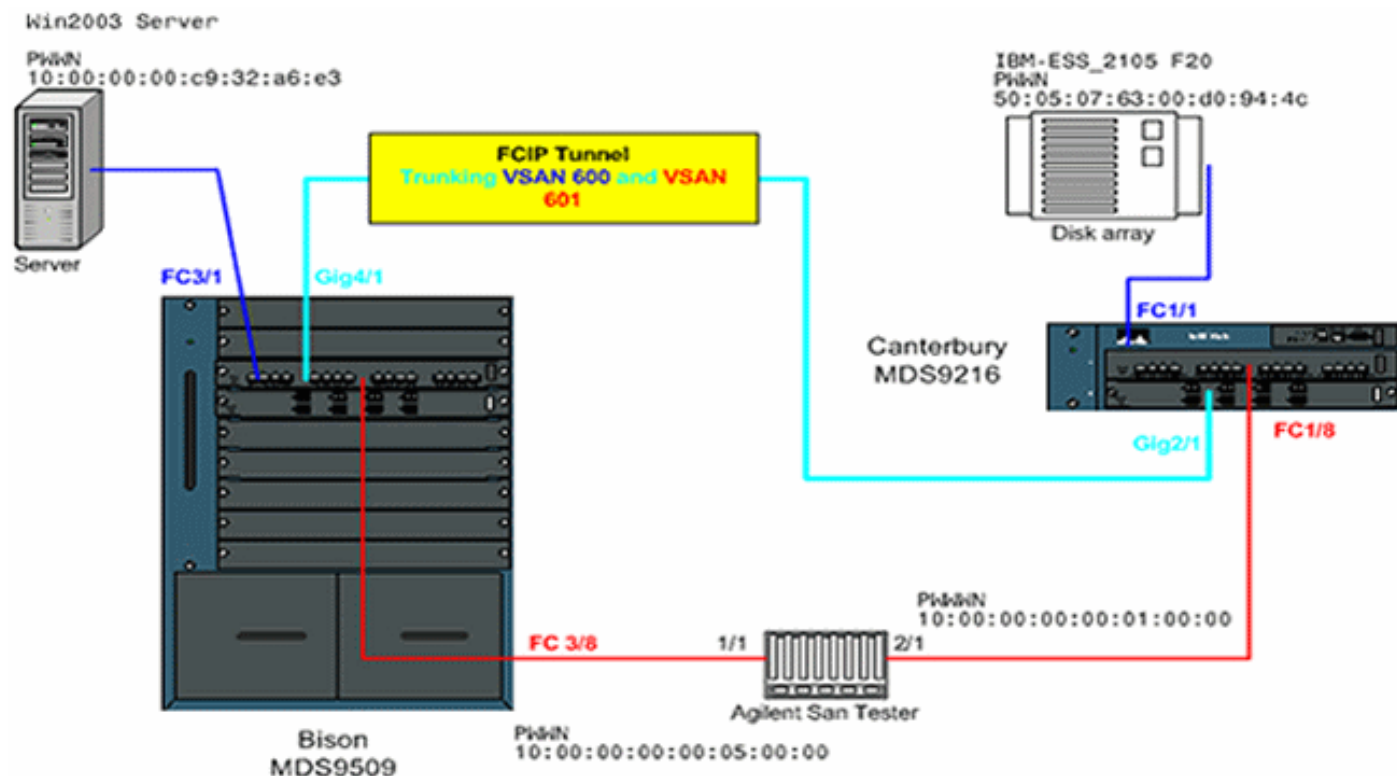 Win2003 Server
PWWN
10:00:00:00:c9:32:a6:e3
IBM-ESS_2105 F20
PWWN
50:05:07:63:00:d0:94:4c
FCIP Tunnel
Trunking VSAN 600 and VSAN
601
Disk array
Server
FC3/1
Gig4/1
FC1/1
Canterbury
MDS9216
Gig2/1
FC1/8
PWWWN
10:00:00:00:00:01:00:00
FC 3/8
1/1
2/1
Agilent San Tester
Bison
MDS9509
PWWN
10:00:00:00:00:05:00:00